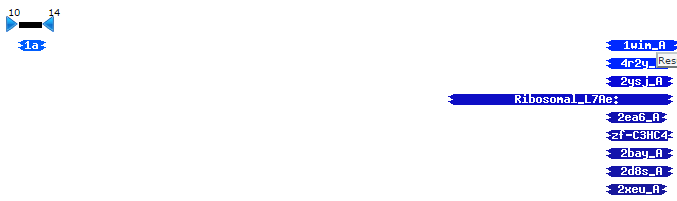 10 14
1a 1wim_A
4r2y_
Res
2ysj_A
Ribosomal_L7Ae:
2ea6_A
zf-C3HC4
2bay_A
2d8s_A
2xeu_A